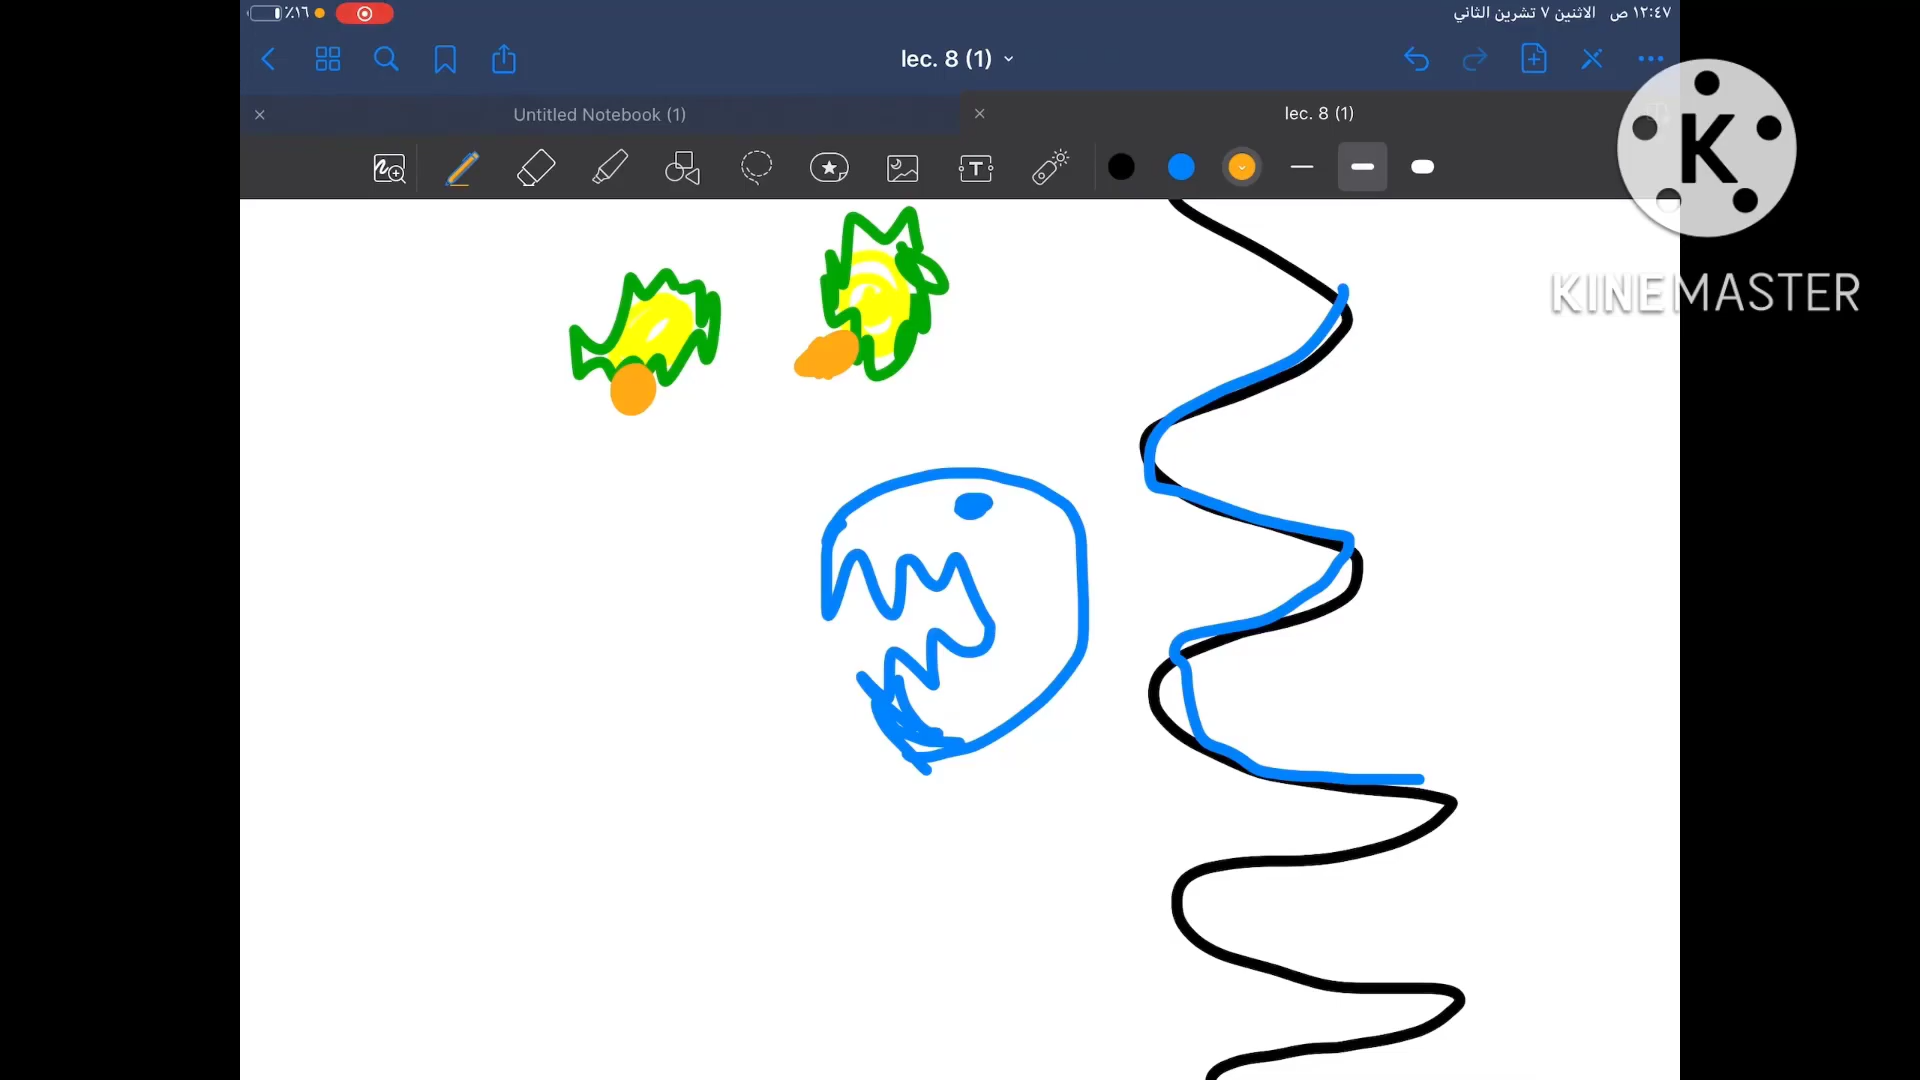 ٪١٦
الاثنين ٧ تشرين الثاني ١٢:٤٧ ص
lec. 8 (1)
Untitled Notebook (1)
lec. 8 (1)
T
K
KINEMASTER